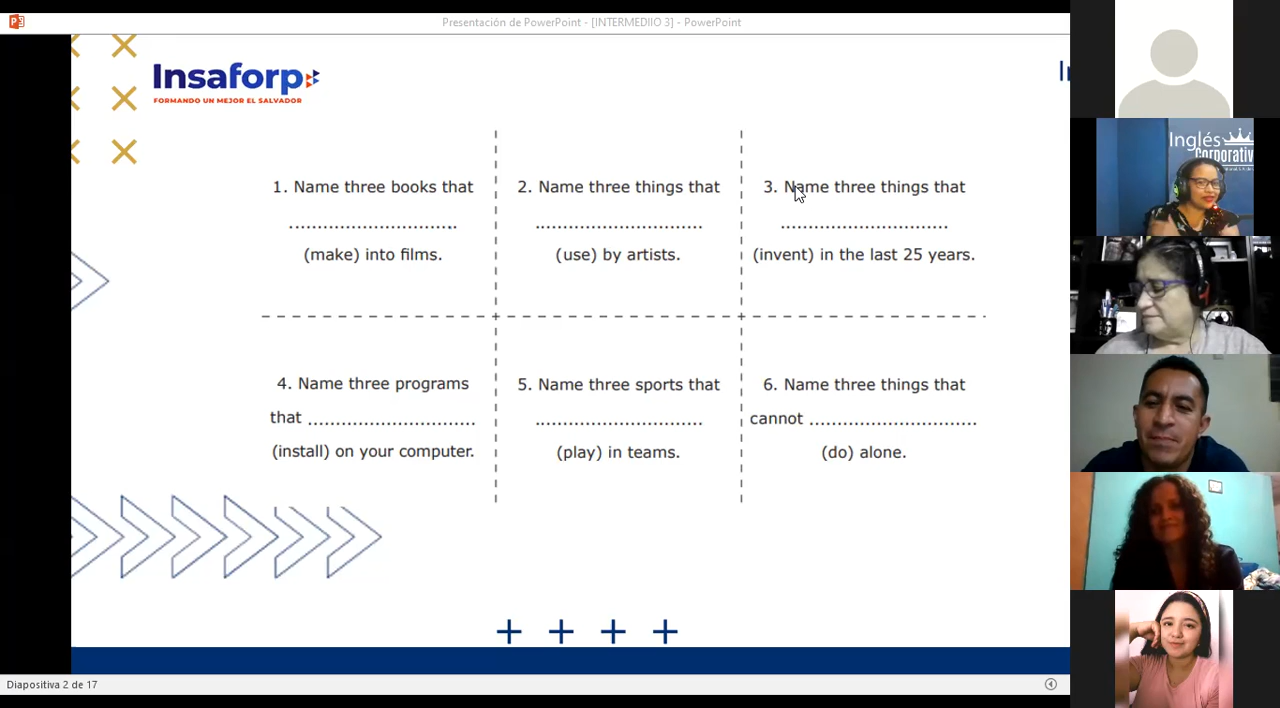 Presentación de PowerPoint - [INTERMEDIIO 3] - PowerPoint
Insaforp
FORMANDO UN MEJOR EL SALVADOR
1. Name three books that
..............................
(make) into films.
2. Name three things that
..............................
(use) by artists.
3. Name three things that
..............................
(invent) in the last 25 years.
4. Name three programs
that ..............................
(install) on your computer.
5. Name three sports that
..............................
(play) in teams.
6. Name three things that
cannot ..............................
(do) alone.
Inglés
Corporativ
Diapositiva 2 de 17